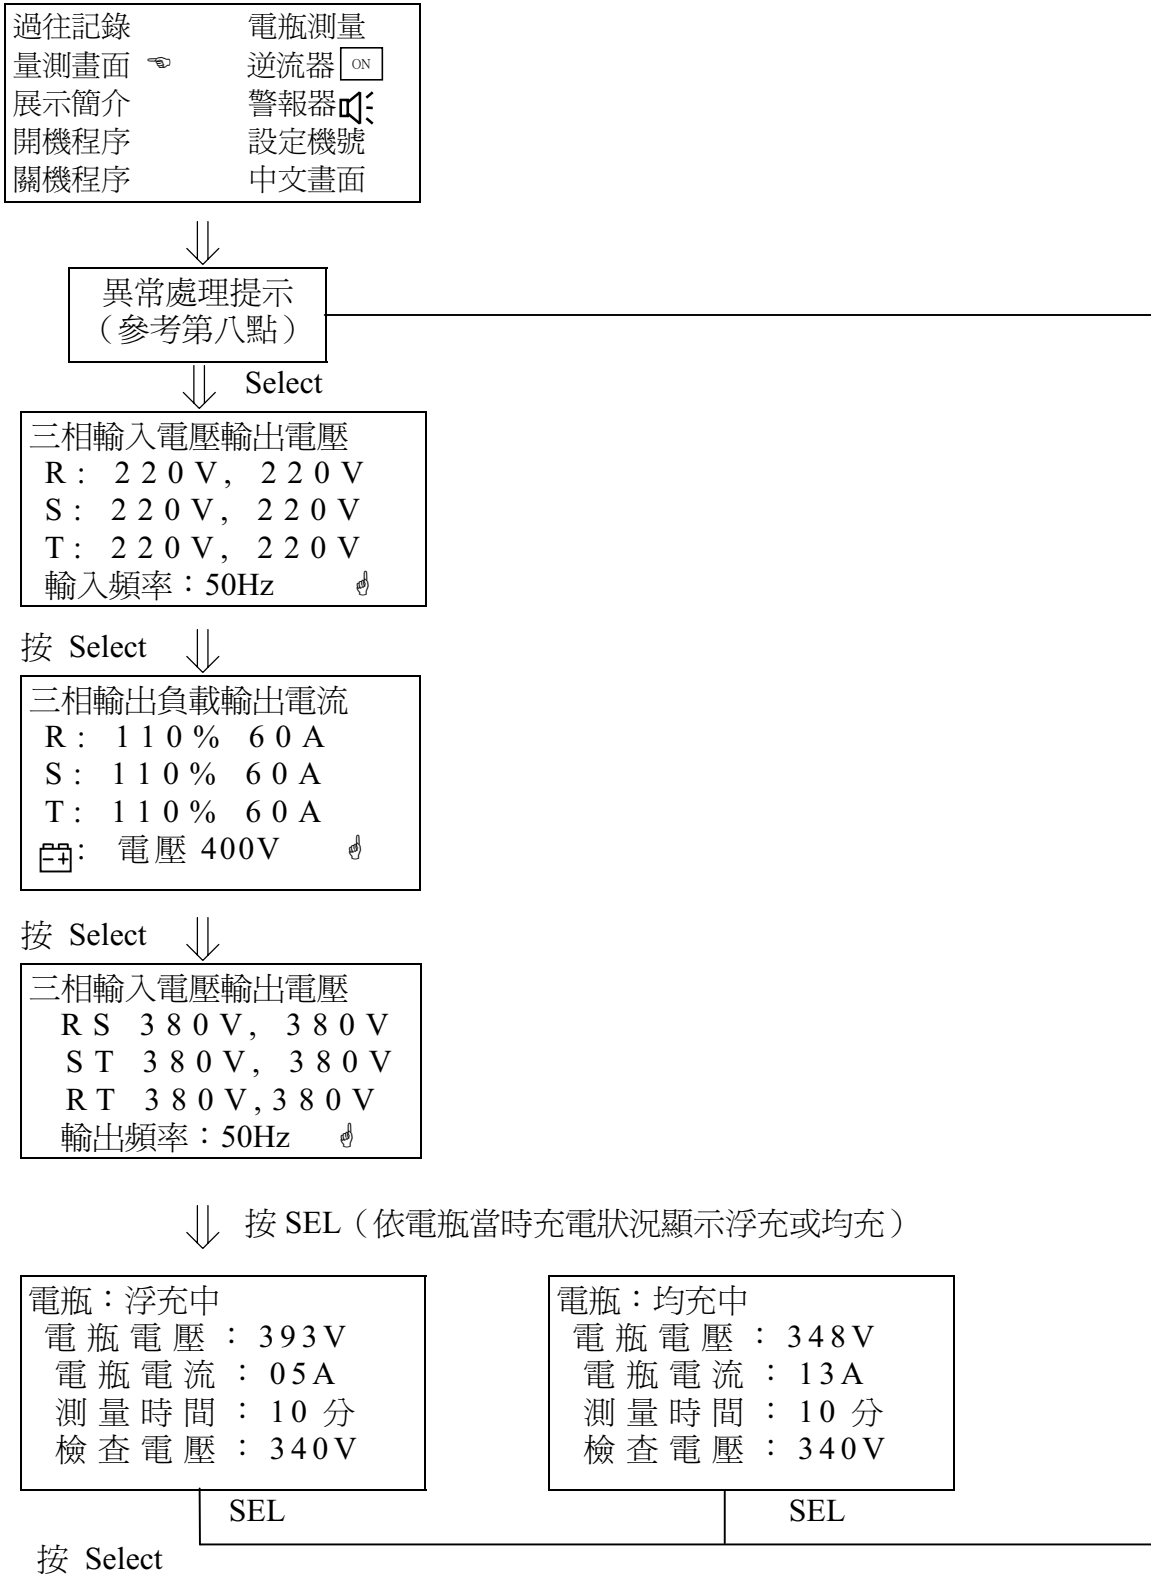 過往記錄 電瓶測量
量測畫面 ☜ 逆流器 ON
展示簡介 警報器
開機程序 設定機號
關機程序 中文畫面
異常處理提示
（參考第八點）
Select
三相輸入電壓輸出電壓
R: 220V, 220V
S: 220V, 220V
T: 220V, 220V
輸入頻率：50Hz ☝
按 Select
三相輸出負載輸出電流
R: 110% 60A
S: 110% 60A
T: 110% 60A
: 電壓 400V ☝
按 Select
三相輸入電壓輸出電壓
RS 380V, 380V
ST 380V, 380V
RT 380V,380V
輸出頻率：50Hz ☝
按 SEL（依電瓶當時充電狀況顯示浮充或均充）
電瓶：浮充中
電瓶電壓：393V
電瓶電流：05A
測量時間：10 分
檢查電壓：340V
SEL
電瓶：均充中
電瓶電壓：348V
電瓶電流：13A
測量時間：10 分
檢查電壓：340V
SEL
按 Select